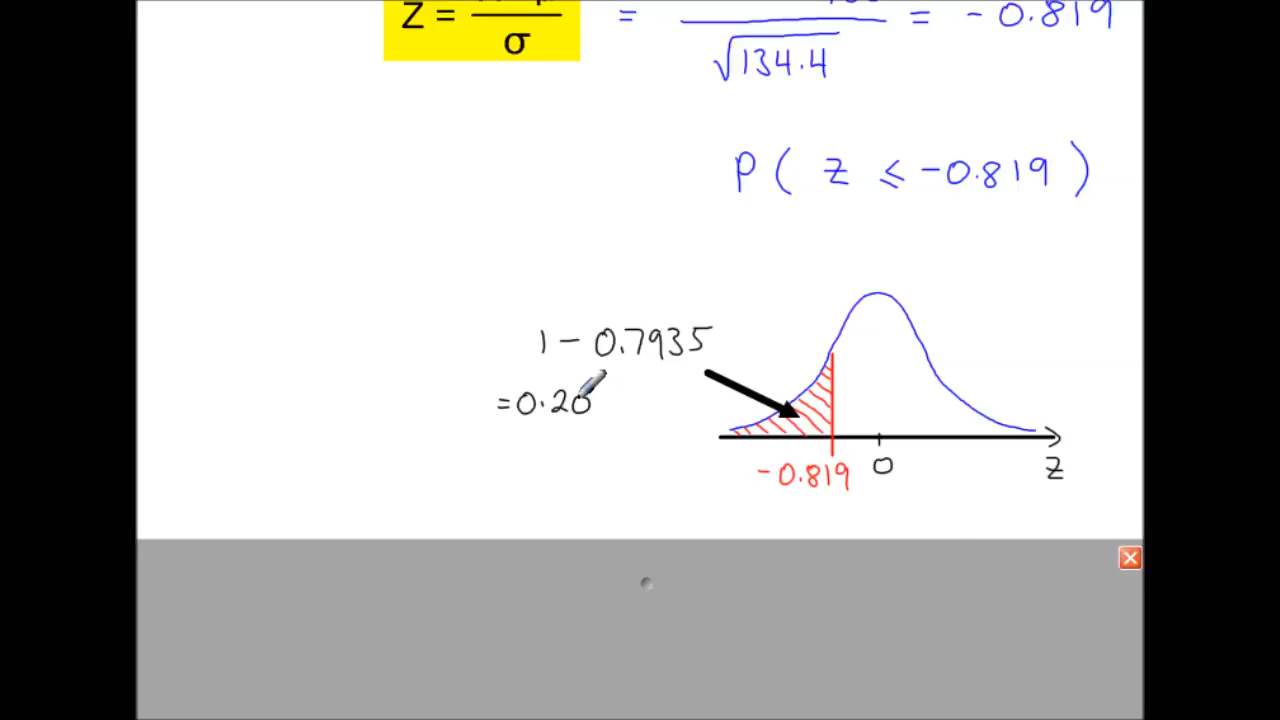 Z = / σ = / √134.4 = - 0.819
P ( Z ≤ -0.819 )
1 - 0.7935
= 0.20
-0.819 0 Z